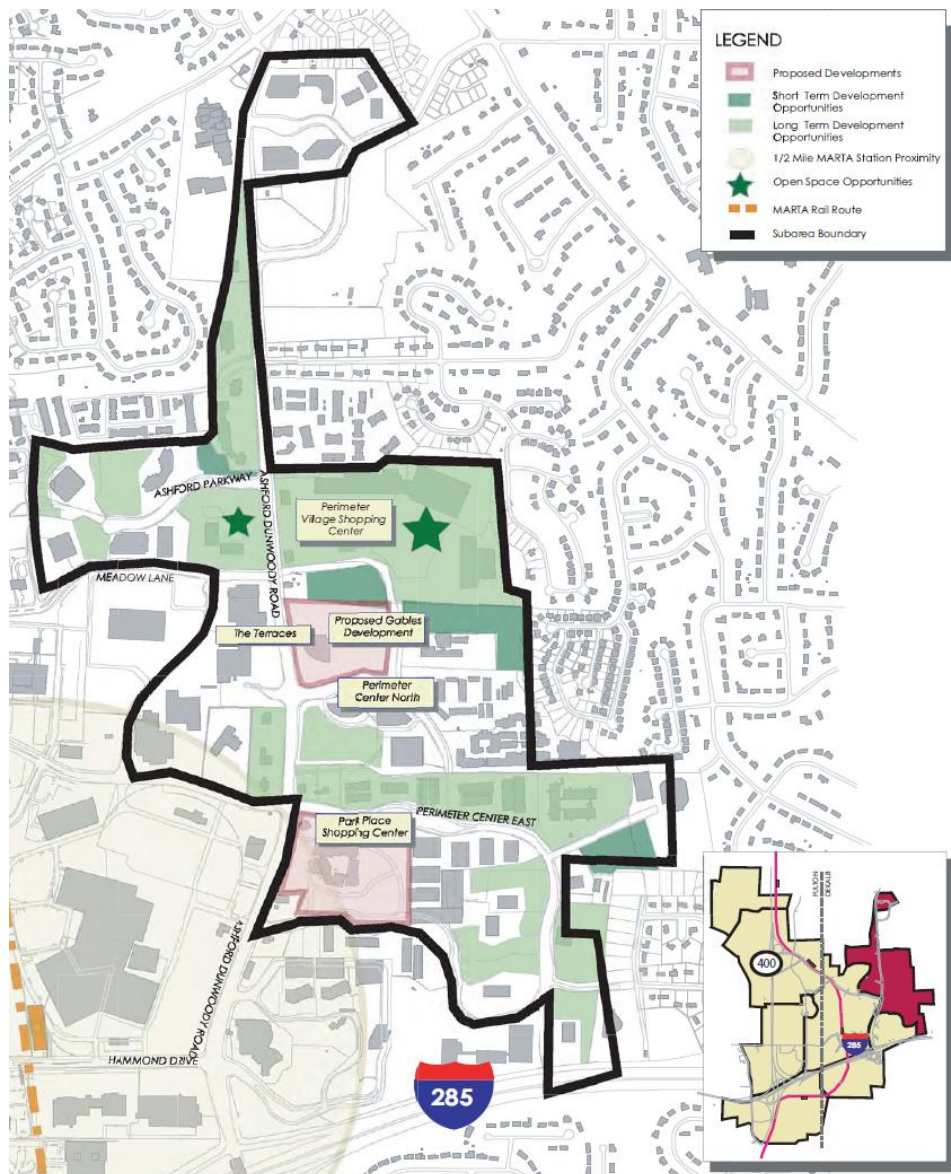 LEGEND
Proposed Developments
Short Term Development
Opportunities
Long Term Development
Opportunities
1/2 Mile MARTA Station Proximity
Open Space Opportunities
MARTA Rail Route
Subarea Boundary
ASHFORD PARKWAY
ASHFORD DUNWOODY ROAD
Perimeter
Village Shopping
Center
MEADOW LANE
The Terraces
Proposed Gables
Development
Perimeter
Center North
PERIMETER CENTER EAST
Park Place
Shopping Center
ASHFORD DUNWOODY ROAD
HAMMOND DRIVE
285
FULTON
DEKALB
400
285